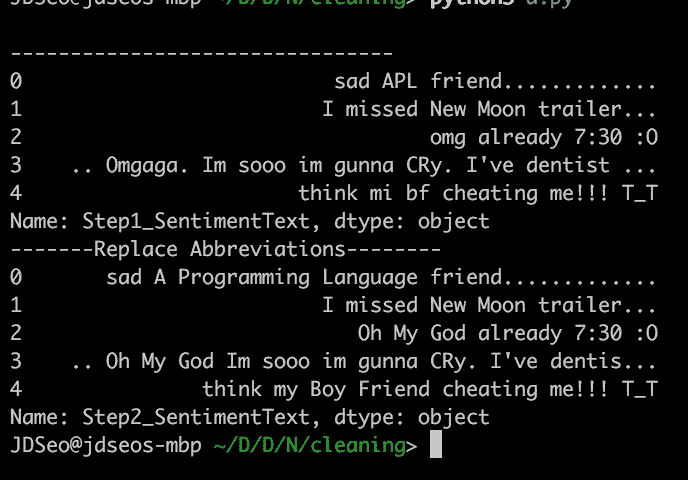 JDSeo@jdseos-mbp ~/D/D/N/cleaning> python3 a.py
--------------------------------
0 sad APL friend.............
1 I missed New Moon trailer...
2 omg already 7:30 :O
3 .. Omgaga. Im sooo im gunna CRy. I've dentist ...
4 think mi bf cheating me!!! T_T
Name: Step1_SentimentText, dtype: object
-------Replace Abbreviations--------
0 sad A Programming Language friend.............
1 I missed New Moon trailer...
2 Oh My God already 7:30 :O
3 .. Oh My God Im sooo im gunna CRy. I've dentis...
4 think my Boy Friend cheating me!!! T_T
Name: Step2_SentimentText, dtype: object
JDSeo@jdseos-mbp ~/D/D/N/cleaning>